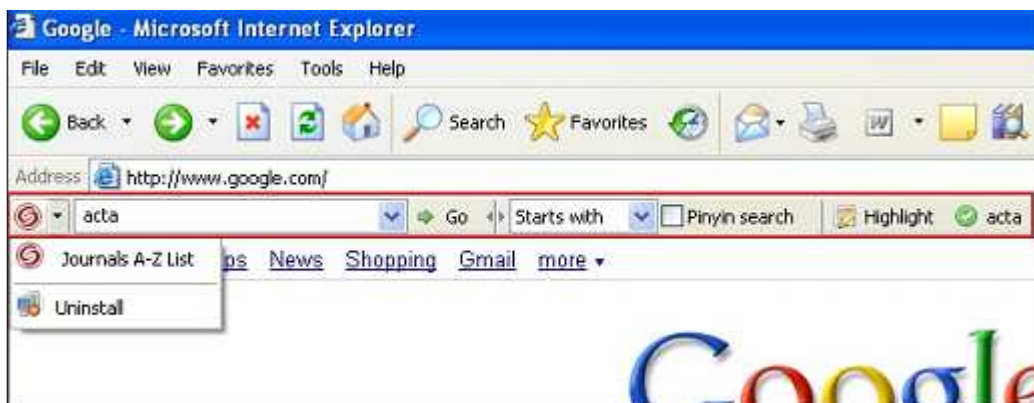 Google - Microsoft Internet Explorer
File Edit View Favorites Tools Help
Back Search Favorites W
Address http://www.google.com/
acta Go Starts with Pinyin search Highlight acta
Journals A-Z List ps News Shopping Gmail more
Uninstall
Google